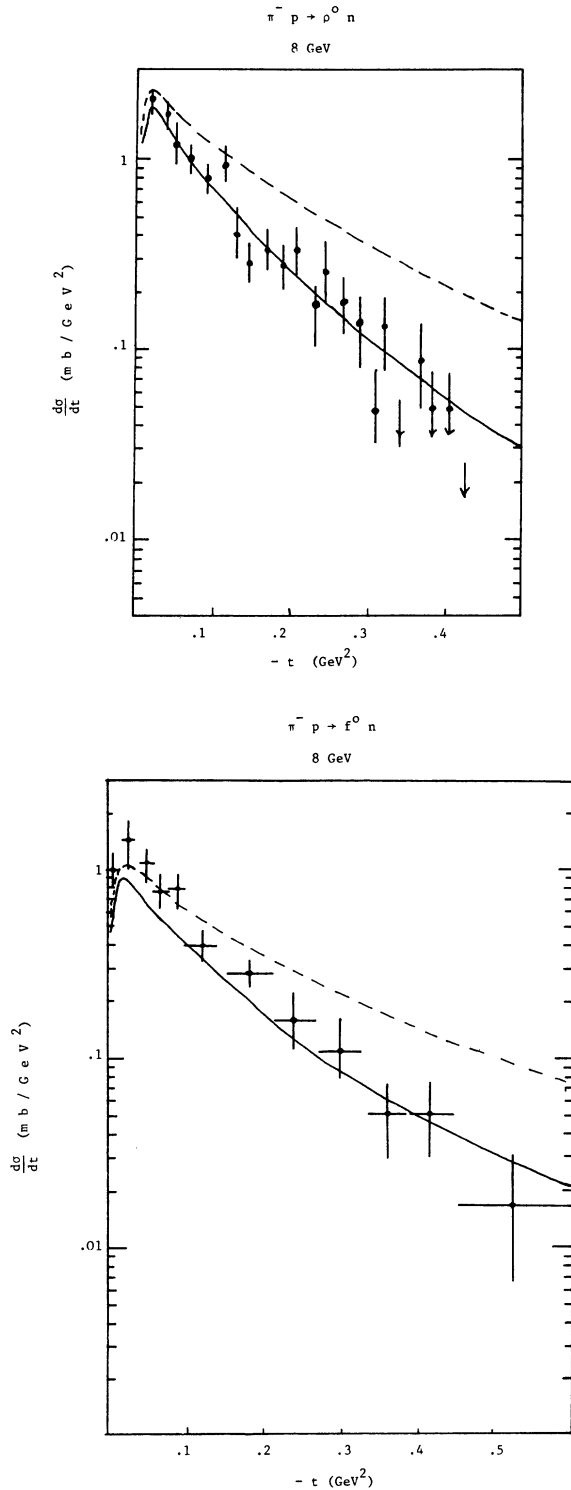 π⁻ p → ρ⁰ n
8 GeV
1
.1
.01
dσ/dt (mb/GeV²)
.1 .2 .3 .4
- t (GeV²)
π⁻ p → f⁰ n
8 GeV
1
.1
.01
dσ/dt (mb/GeV²)
.1 .2 .3 .4 .5
- t (GeV²)